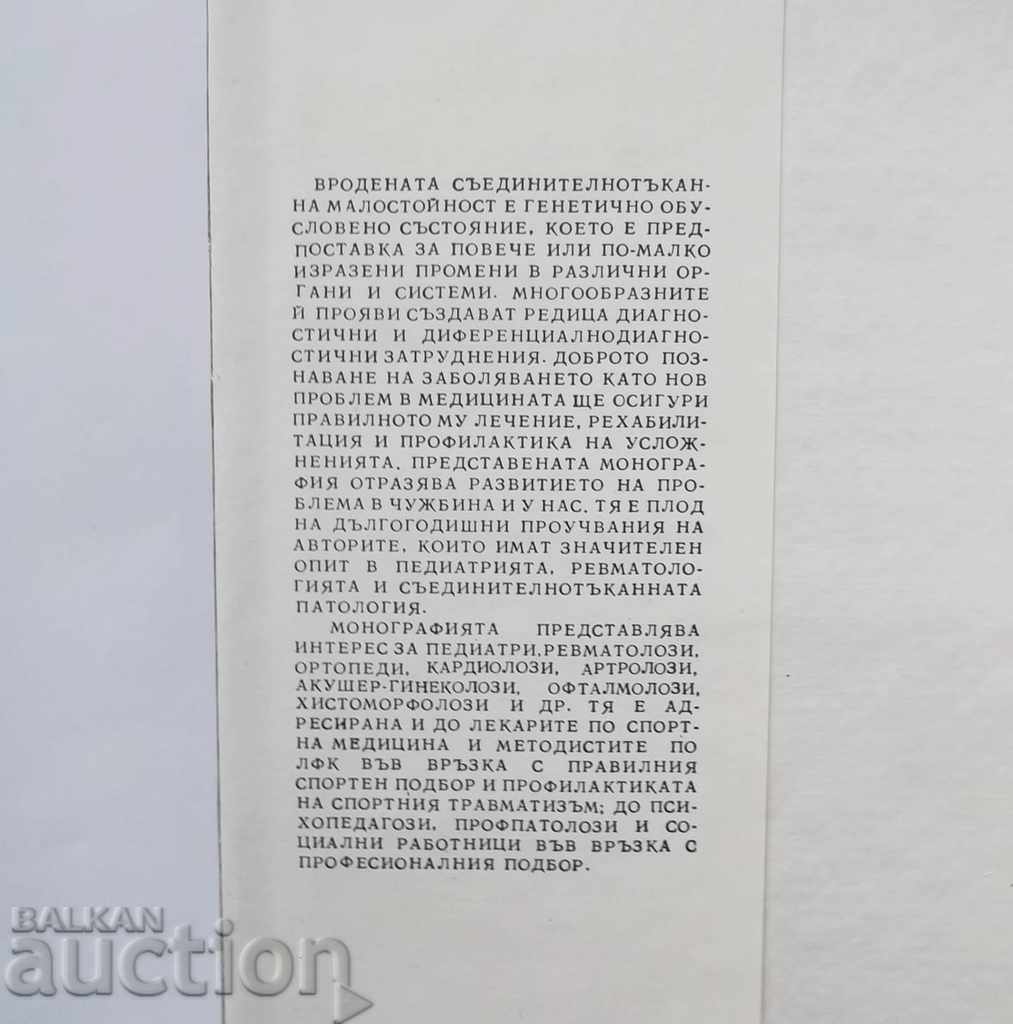 ВРОДЕНАТА СЪЕДИНИТЕЛНОТЪКАН-
НА МАЛОСТОЙНОСТ Е ГЕНЕТИЧНО ОБУ-
СЛОВЕНО СЪСТОЯНИЕ, КОЕТО Е ПРЕД-
ПОСТАВКА ЗА ПОВЕЧЕ ИЛИ ПО-МАЛКО
ИЗРАЗЕНИ ПРОМЕНИ В РАЗЛИЧНИ ОР-
ГАНИ И СИСТЕМИ. МНОГООБРАЗНИТЕ
Й ПРОЯВИ СЪЗДАВАТ РЕДИЦА ДИАГНО-
СТИЧНИ И ДИФЕРЕНЦИАЛНОДИАГНО-
СТИЧНИ ЗАТРУДНЕНИЯ. ДОБРОТО ПОЗ-
НАВАНЕ НА ЗАБОЛЯВАНЕТО КАТО НОВ
ПРОБЛЕМ В МЕДИЦИНАТА ЩЕ ОСИГУРИ
ПРАВИЛНОТО МУ ЛЕЧЕНИЕ, РЕХАБИЛИ-
ТАЦИЯ И ПРОФИЛАКТИКА НА УСЛОЖ-
НЕНИЯТА. ПРЕДСТАВЕНАТА МОНОГРА-
ФИЯ ОТРАЗЯВА РАЗВИТИЕТО НА ПРО-
БЛЕМА В ЧУЖБИНА И У НАС. ТЯ Е ПЛОД
НА ДЪЛГОГОДИШНИ ПРОУЧВАНИЯ НА
АВТОРИТЕ, КОИТО ИМАТ ЗНАЧИТЕЛЕН
ОПИТ В ПЕДИАТРИЯТА, РЕВМАТОЛО-
ГИЯТА И СЪЕДИНИТЕЛНОТЪКАННАТА
ПАТОЛОГИЯ.
МОНОГРАФИЯТА ПРЕДСТАВЛЯВА
ИНТЕРЕС ЗА ПЕДИАТРИ, РЕВМАТОЛОЗИ,
ОРТОПЕДИ, КАРДИОЛОЗИ, АРТРОЛОЗИ,
АКУШЕР-ГИНЕКОЛОЗИ, ОФТАЛМОЛОЗИ,
ХИСТОМОРФОЛОЗИ И ДР. ТЯ Е АД-
РЕСИРАНА И ДО ЛЕКАРИТЕ ПО СПОРТ-
НА МЕДИЦИНА И МЕТОДИСТИТЕ ПО
ЛФК ВЪВ ВРЪЗКА С ПРАВИЛНИЯ
СПОРТЕН ПОДБОР И ПРОФИЛАКТИКАТА
НА СПОРТНИЯ ТРАВМАТИЗЪМ; ДО ПСИ-
ХОПЕДАГОЗИ, ПРОФПАТОЛОЗИ И СО-
ЦИАЛНИ РАБОТНИЦИ ВЪВ ВРЪЗКА С
ПРОФЕСИОНАЛНИЯ ПОДБОР.
BALKAN
auction